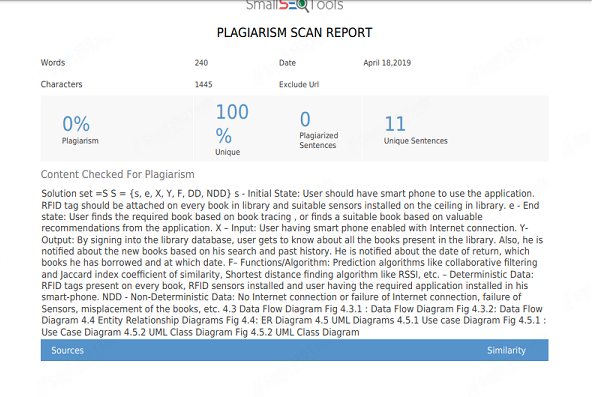 SmallSEOTools
PLAGIARISM SCAN REPORT
Words 240 Date April 18,2019
Characters 1445 Exclude Url
0%
Plagiarism
100
%
Unique
0
Plagiarized
Sentences
11
Unique Sentences
Content Checked For Plagiarism
Solution set =S S = {s, e, X, Y, F, DD, NDD} s - Initial State: User should have smart phone to use the application.
RFID tag should be attached on every book in library and suitable sensors installed on the ceiling in library. e - End
state: User finds the required book based on book tracing , or finds a suitable book based on valuable
recommendations from the application. X – Input: User having smart phone enabled with Internet connection. Y-
Output: By signing into the library database, user gets to know about all the books present in the library. Also, he is
notified about the new books based on his search and past history. He is notified about the date of return, which
books he has borrowed and at which date. F– Functions/Algorithm: Prediction algorithms like collaborative filtering
and Jaccard index coefficient of similarity, Shortest distance finding algorithm like RSSI, etc. – Deterministic Data:
RFID tags present on every book, RFID sensors installed and user having the required application installed in his
smart-phone. NDD - Non-Deterministic Data: No Internet connection or failure of Internet connection, failure of
Sensors, misplacement of the books, etc. 4.3 Data Flow Diagram Fig 4.3.1 : Data Flow Diagram Fig 4.3.2: Data Flow
Diagram 4.4 Entity Relationship Diagrams Fig 4.4: ER Diagram 4.5 UML Diagrams 4.5.1 Use case Diagram Fig 4.5.1 :
Use Case Diagram 4.5.2 UML Class Diagram Fig 4.5.2 UML Class Diagram
Sources Similarity